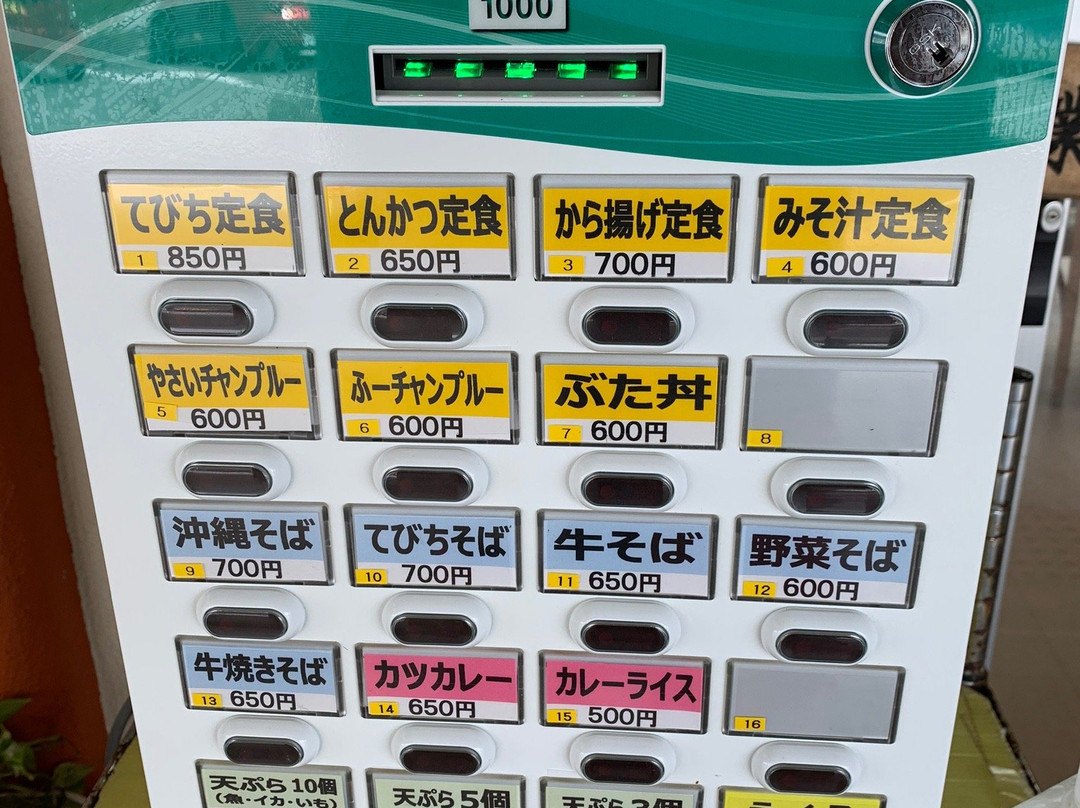 1000
てびち定食
1 850円
とんかつ定食
2 650円
から揚げ定食
3 700円
みそ汁定食
4 600円
やさいチャンプルー
5 600円
ふーチャンプルー
6 600円
ぶた丼
7 600円
8
沖縄そば
9 700円
てびちそば
10 700円
牛そば
11 650円
野菜そば
12 600円
牛焼きそば
13 650円
カツカレー
14 650円
カレーライス
15 500円
16
天ぷら10個
(魚・イカ・いも)
天ぷら5個
天ぷら3個
業